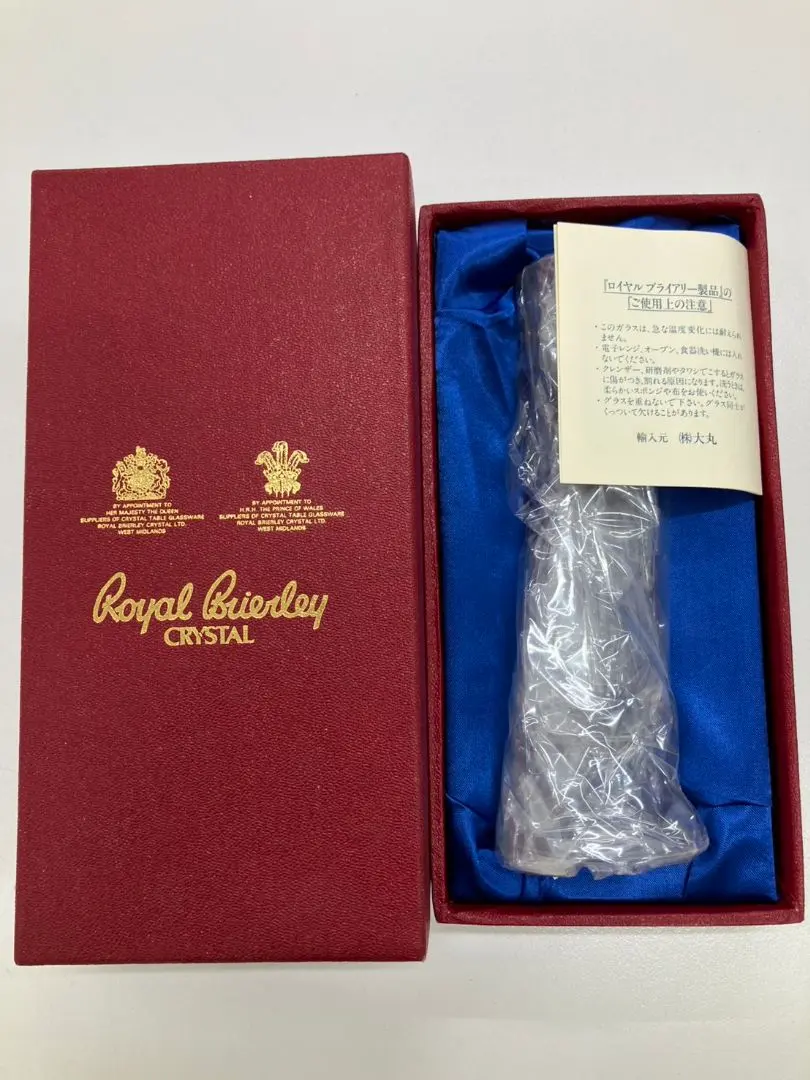 BY APPOINTMENT TO
HER MAJESTY THE QUEEN
SUPPLIERS OF CRYSTAL TABLE GLASSWARE
ROYAL BRIERLEY CRYSTAL LTD.
WEST MIDLANDS
BY APPOINTMENT TO
H.R.H. THE PRINCE OF WALES
SUPPLIERS OF CRYSTAL TABLE GLASSWARE
ROYAL BRIERLEY CRYSTAL LTD.
WEST MIDLANDS
Royal Brierley
CRYSTAL
『ロイヤル ブライアリー製品』の
「ご使用上の注意」
・このガラスは、急な温度変化には耐えられ
ません。
・電子レンジ、オーブン、食器洗い機には入れ
ないでください。
・クレンザー、研磨剤やタワシでこするとガラス
に傷がつき、割れる原因になります。洗うときは、
柔らかいスポンジや布をお使いください。
・グラスを重ねないで下さい。グラス同士が
くっついて欠けることがあります。
輸入元 ㈱大丸